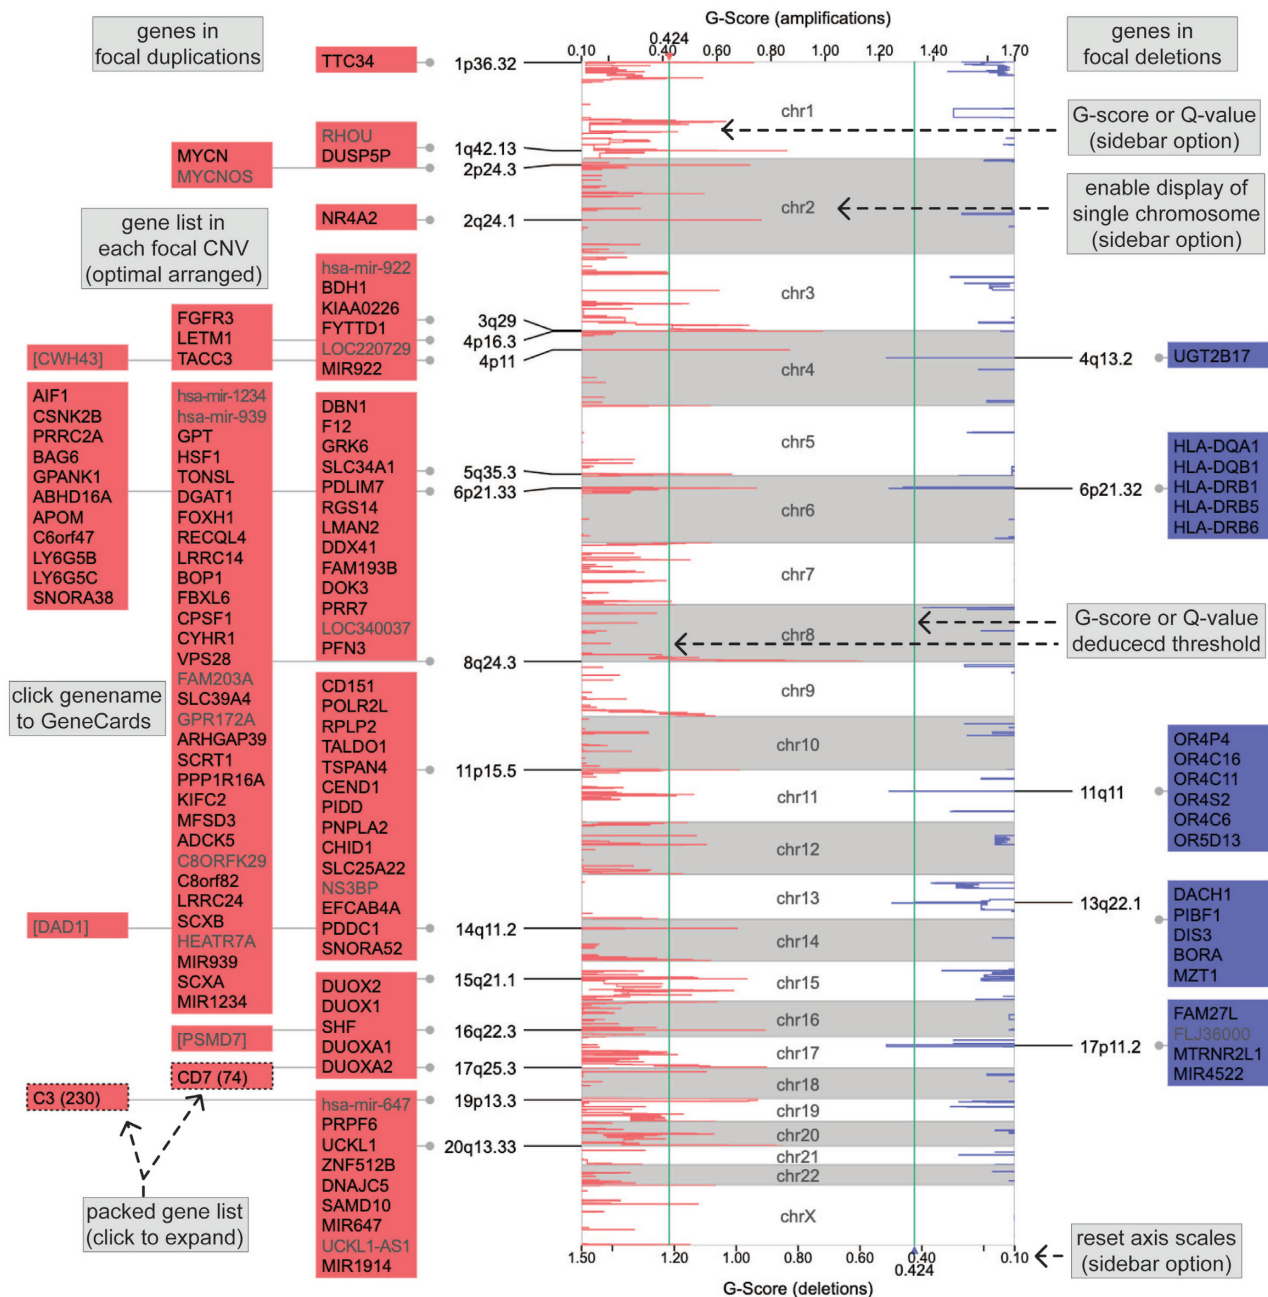 G-Score (amplifications)
0.424
0.10 0.40 0.60 0.80 1.00 1.20 1.40 1.70
genes in
focal duplications
genes in
focal deletions
TTC34
1p36.32
chr1
G-score or Q-value
(sidebar option)
RHOU
DUSP5P
1q42.13
MYCN
MYCNOS
2p24.3
enable display of
single chromosome
(sidebar option)
chr2
gene list in
each focal CNV
(optimal arranged)
NR4A2
2q24.1
hsa-mir-922
BDH1
KIAA0226
FYTTD1
LOC220729
MIR922
3q29
chr3
FGFR3
LETM1
TACC3
4p16.3
[CWH43]
4p11
chr4
4q13.2
UGT2B17
AIF1
CSNK2B
PRRC2A
BAG6
GPANK1
ABHD16A
APOM
C6orf47
LY6G5B
LY6G5C
SNORA38
hsa-mir-1234
hsa-mir-939
GPT
HSF1
TONSL
DGAT1
FOXH1
RECQL4
LRRC14
BOP1
FBXL6
CPSF1
CYHR1
VPS28
FAM203A
SLC39A4
GPR172A
ARHGAP39
SCRT1
PPP1R16A
KIFC2
MFSD3
ADCK5
C8ORFK29
C8orf82
LRRC24
SCXB
HEATR7A
MIR939
SCXA
MIR1234
DBN1
F12
GRK6
SLC34A1
PDLIM7
RGS14
LMAN2
DDX41
FAM193B
DOK3
PRR7
LOC340037
PFN3
5q35.3
6p21.33
chr5
chr6
6p21.32
HLA-DQA1
HLA-DQB1
HLA-DRB1
HLA-DRB5
HLA-DRB6
chr7
chr8
G-score or Q-value
deducecd threshold
8q24.3
click genename
to GeneCards
chr9
CD151
POLR2L
RPLP2
TALDO1
TSPAN4
CEND1
PIDD
PNPLA2
CHID1
SLC25A22
NS3BP
EFCAB4A
PDDC1
SNORA52
11p15.5
chr10
chr11
11q11
OR4P4
OR4C16
OR4C11
OR4S2
OR4C6
OR5D13
chr12
chr13
13q22.1
DACH1
PIBF1
DIS3
BORA
MZT1
[DAD1]
14q11.2
chr14
DUOX2
DUOX1
SHF
DUOXA1
DUOXA2
15q21.1
chr15
[PSMD7]
16q22.3
chr16
chr17
17p11.2
FAM27L
FLJ36000
MTRNR2L1
MIR4522
CD7 (74)
17q25.3
chr18
C3 (230)
19p13.3
chr19
hsa-mir-647
PRPF6
UCKL1
ZNF512B
DNAJC5
SAMD10
MIR647
UCKL1-AS1
MIR1914
20q13.33
chr20
chr21
chr22
chrX
packed gene list
(click to expand)
reset axis scales
(sidebar option)
1.50 1.20 1.00 0.80 0.60 0.40 0.10
0.424
G-Score (deletions)